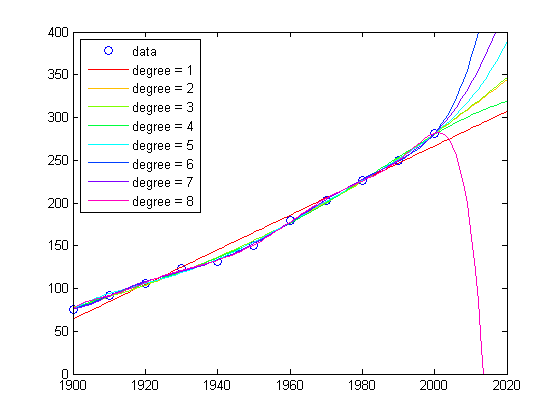 400
350
300
250
200
150
100
50
0
data
degree = 1
degree = 2
degree = 3
degree = 4
degree = 5
degree = 6
degree = 7
degree = 8
1900 1920 1940 1960 1980 2000 2020